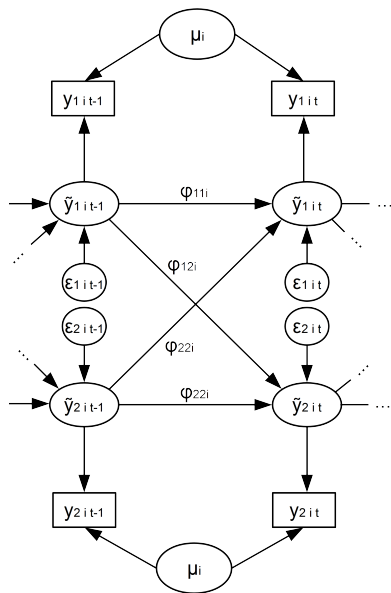 μi
y1 i t-1 y1 i t
φ11i
ỹ1 i t-1 ỹ1 i t ...
... ...
ε1 i t-1 φ12i ε1 i t
ε2 i t-1 ε2 i t
φ22i
... ...
φ22i
ỹ2 i t-1 ỹ2 i t ...
y2 i t-1 y2 i t
μi